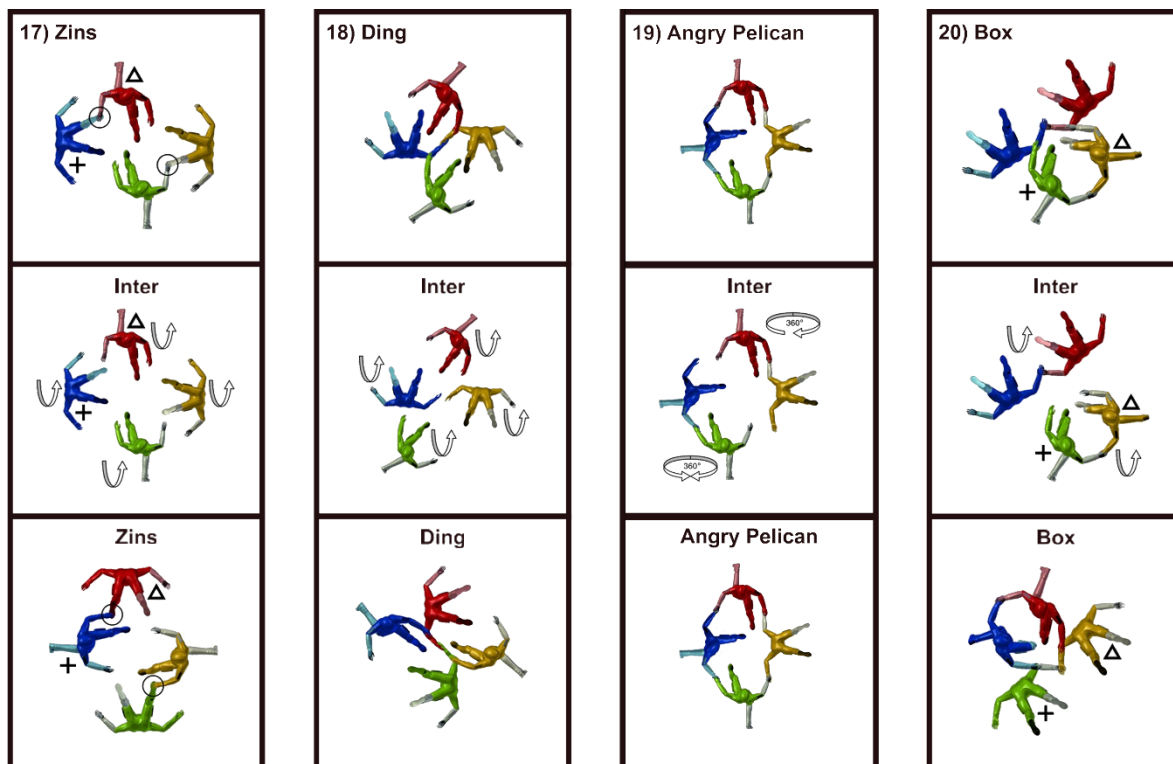 17) Zins
Inter
Zins
18) Ding
Inter
Ding
19) Angry Pelican
Inter
360°
360°
Angry Pelican
20) Box
Inter
Box